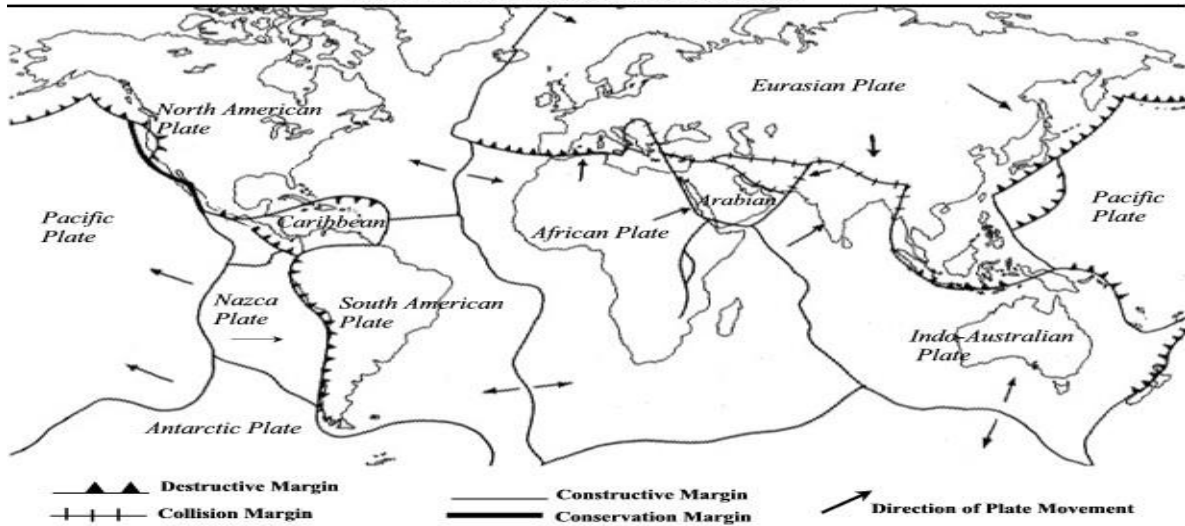 North American
Plate
Eurasian Plate
Pacific
Plate
Caribbean
African Plate
Arabian
Pacific
Plate
Nazca
Plate
South American
Plate
Indo-Australian
Plate
Antarctic Plate
Destructive Margin
Collision Margin
Constructive Margin
Conservation Margin
Direction of Plate Movement